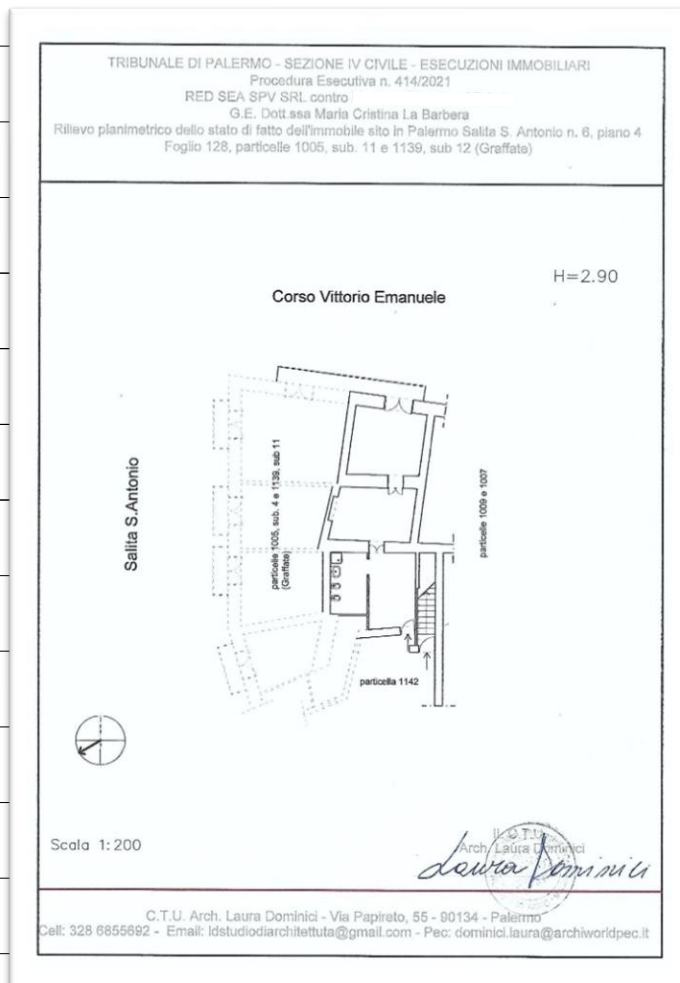 TRIBUNALE DI PALERMO - SEZIONE IV CIVILE - ESECUZIONI IMMOBILIARI
Procedura Esecutiva n. 414/2021
RED SEA SPV SRL contro
G.E. Dott.ssa Maria Cristina La Barbera
Rilievo planimetrico dello stato di fatto dell'immobile sito in Palermo Salita S. Antonio n. 6, piano 4
Foglio 128, particelle 1005, sub. 11 e 1139, sub 12 (Graffate)
H=2.90
Corso Vittorio Emanuele
Salita S.Antonio
particelle 1005, sub. 4 e 1139, sub 11
(Graffate)
particelle 1009 e 1007
particella 1142
Scala 1:200
IL C.T.U.
Arch. Laura Dominici
Laura Dominici
C.T.U. Arch. Laura Dominici - Via Papireto, 55 - 90134 - Palermo
Cell: 328 6855692 - Email: ldstudiodiarchitettuta@gmail.com - Pec: dominici.laura@archiworldpec.it